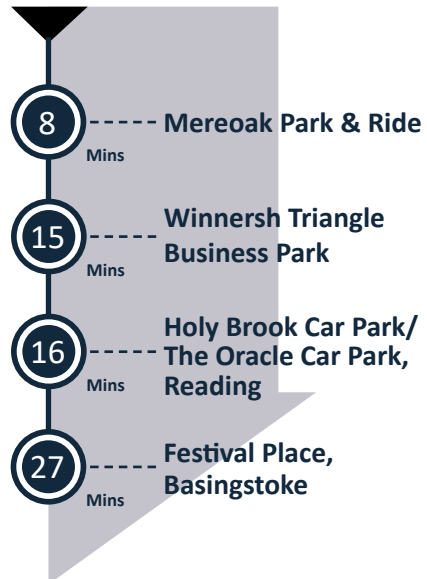 8
Mins
Mereoak Park & Ride
15
Mins
Winnersh Triangle
Business Park
16
Mins
Holy Brook Car Park/
The Oracle Car Park,
Reading
27
Mins
Festival Place,
Basingstoke